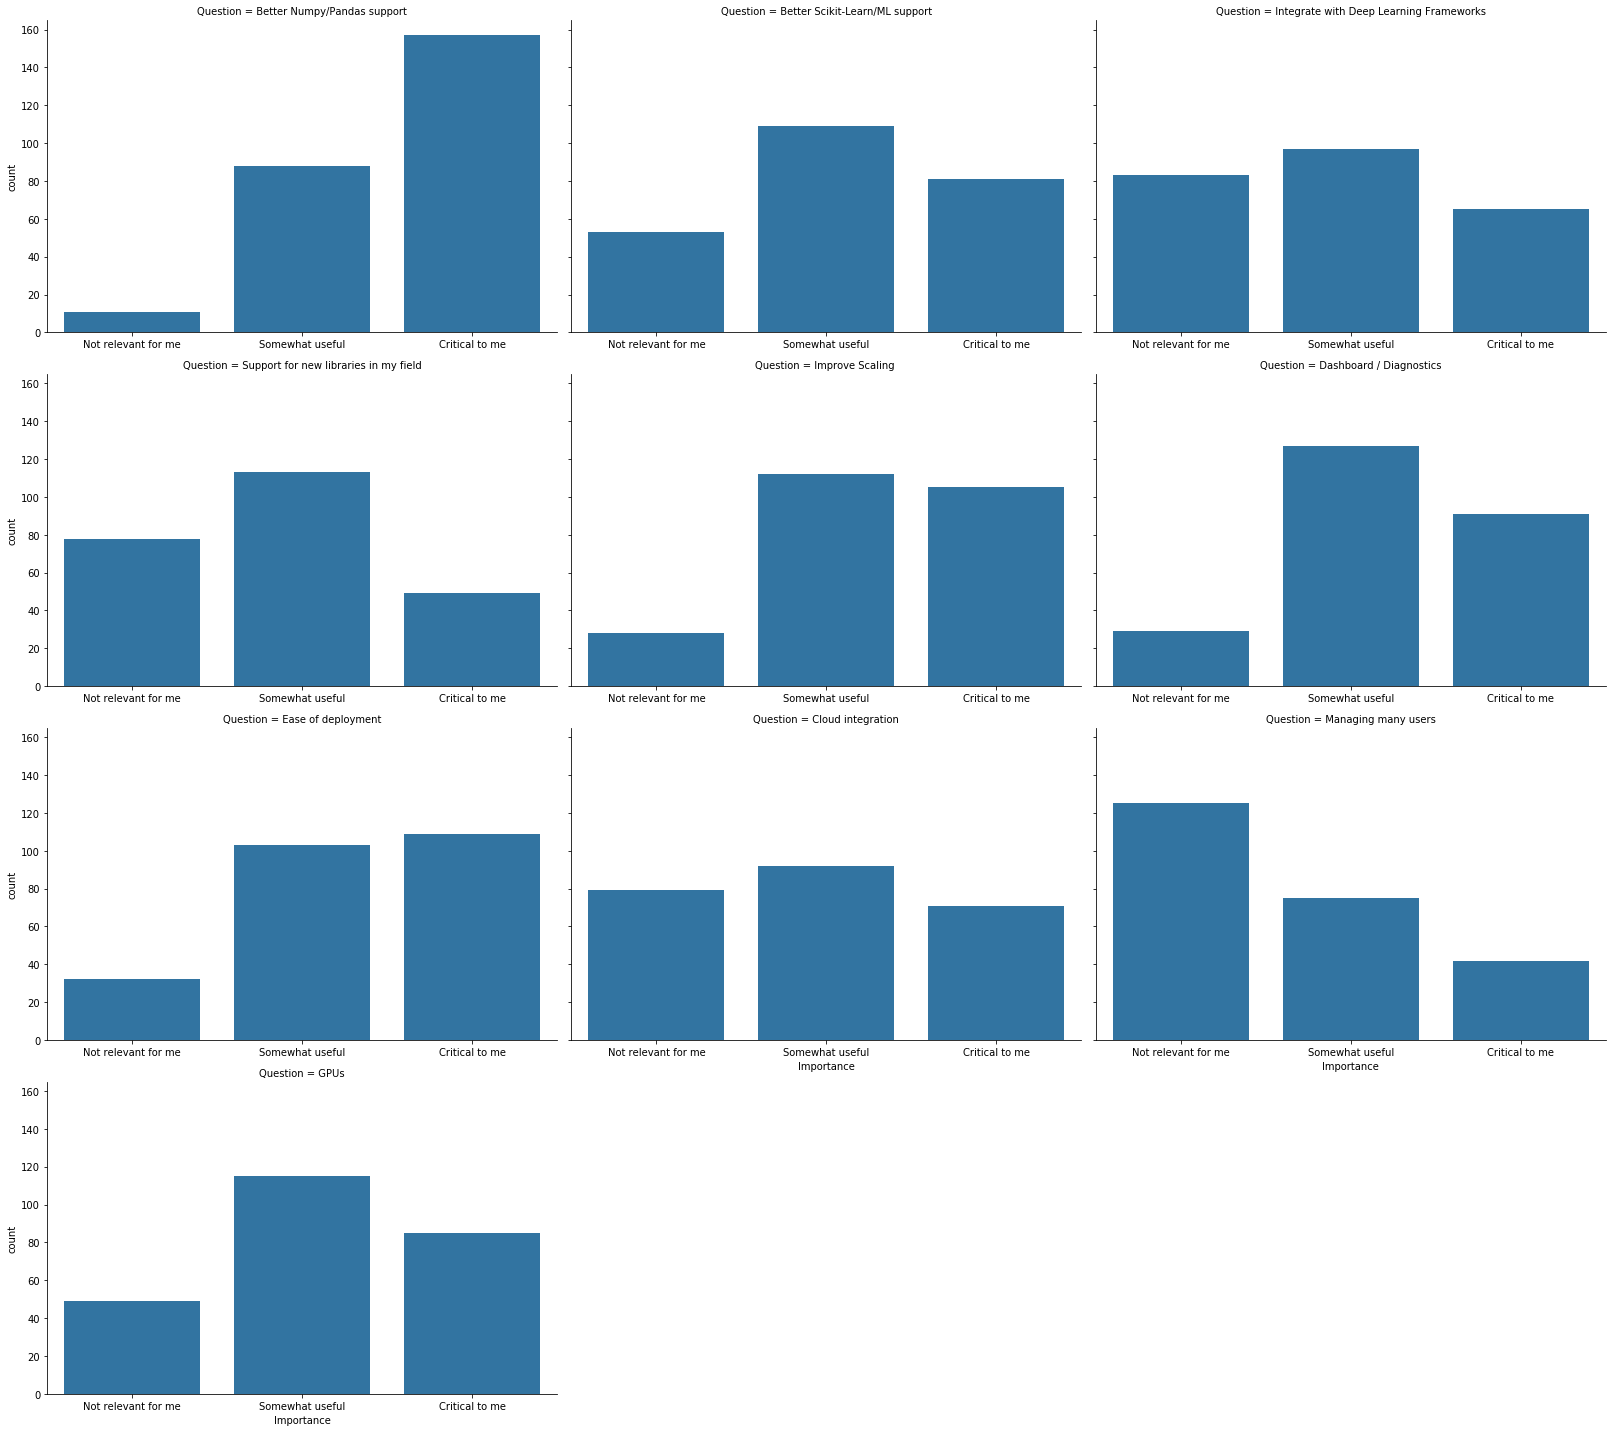 Question = Better Numpy/Pandas support
Question = Better Scikit-Learn/ML support
Question = Integrate with Deep Learning Frameworks
160
140
120
100
80
60
40
20
0
count
Not relevant for me Somewhat useful Critical to me
Not relevant for me Somewhat useful Critical to me
Not relevant for me Somewhat useful Critical to me
Question = Support for new libraries in my field
Question = Improve Scaling
Question = Dashboard / Diagnostics
160
140
120
100
80
60
40
20
0
count
Not relevant for me Somewhat useful Critical to me
Not relevant for me Somewhat useful Critical to me
Not relevant for me Somewhat useful Critical to me
Question = Ease of deployment
Question = Cloud integration
Question = Managing many users
160
140
120
100
80
60
40
20
0
count
Not relevant for me Somewhat useful Critical to me
Not relevant for me Somewhat useful Critical to me
Importance
Not relevant for me Somewhat useful Critical to me
Importance
Question = GPUs
160
140
120
100
80
60
40
20
0
count
Not relevant for me Somewhat useful Critical to me
Importance